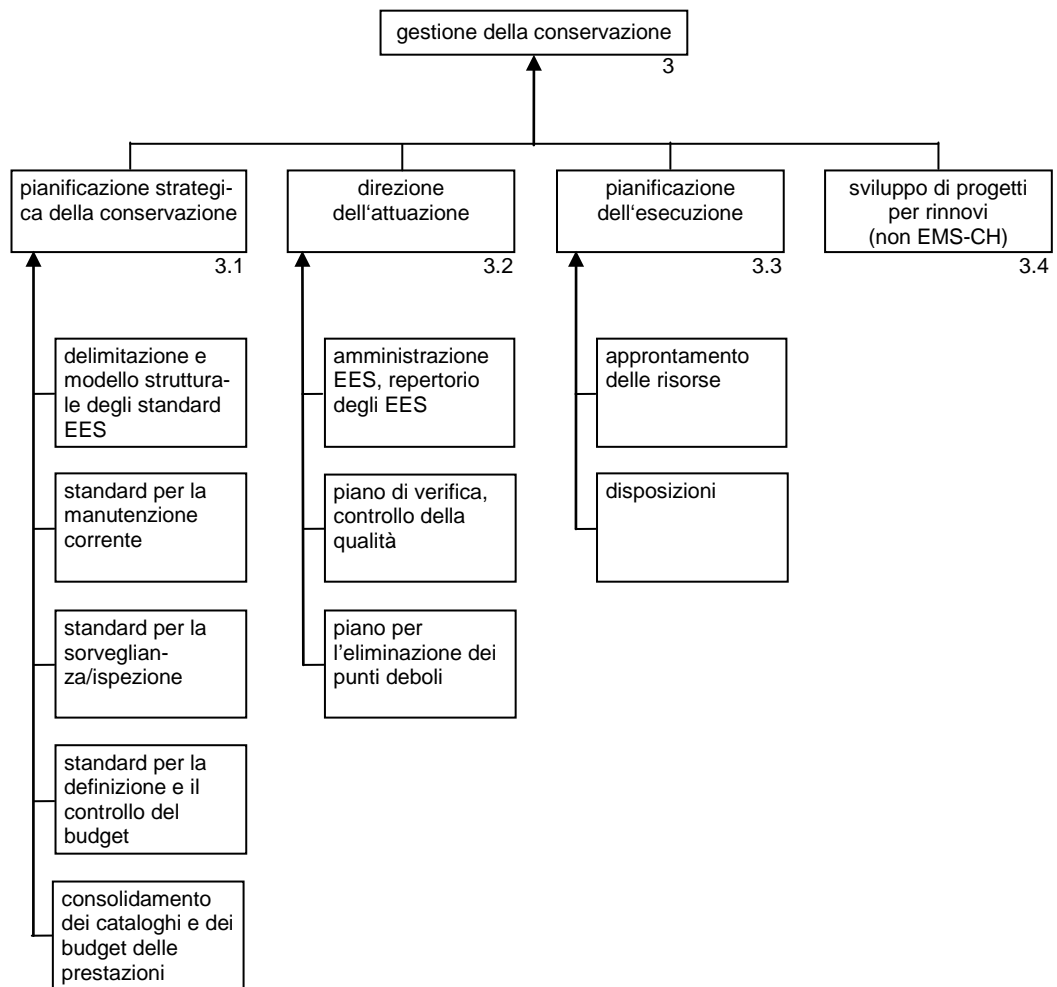 gestione della conservazione
3
pianificazione strategi-
ca della conservazione
3.1
direzione
dell'attuazione
3.2
pianificazione
dell'esecuzione
3.3
sviluppo di progetti
per rinnovi
(non EMS-CH)
3.4
delimitazione e
modello struttura-
le degli standard
EES
standard per la
manutenzione
corrente
standard per la
sorveglian-
za/ispezione
standard per la
definizione e il
controllo del
budget
consolidamento
dei cataloghi e dei
budget delle
prestazioni
amministrazione
EES, repertorio
degli EES
piano di verifica,
controllo della
qualità
piano per
l'eliminazione dei
punti deboli
approntamento
delle risorse
disposizioni